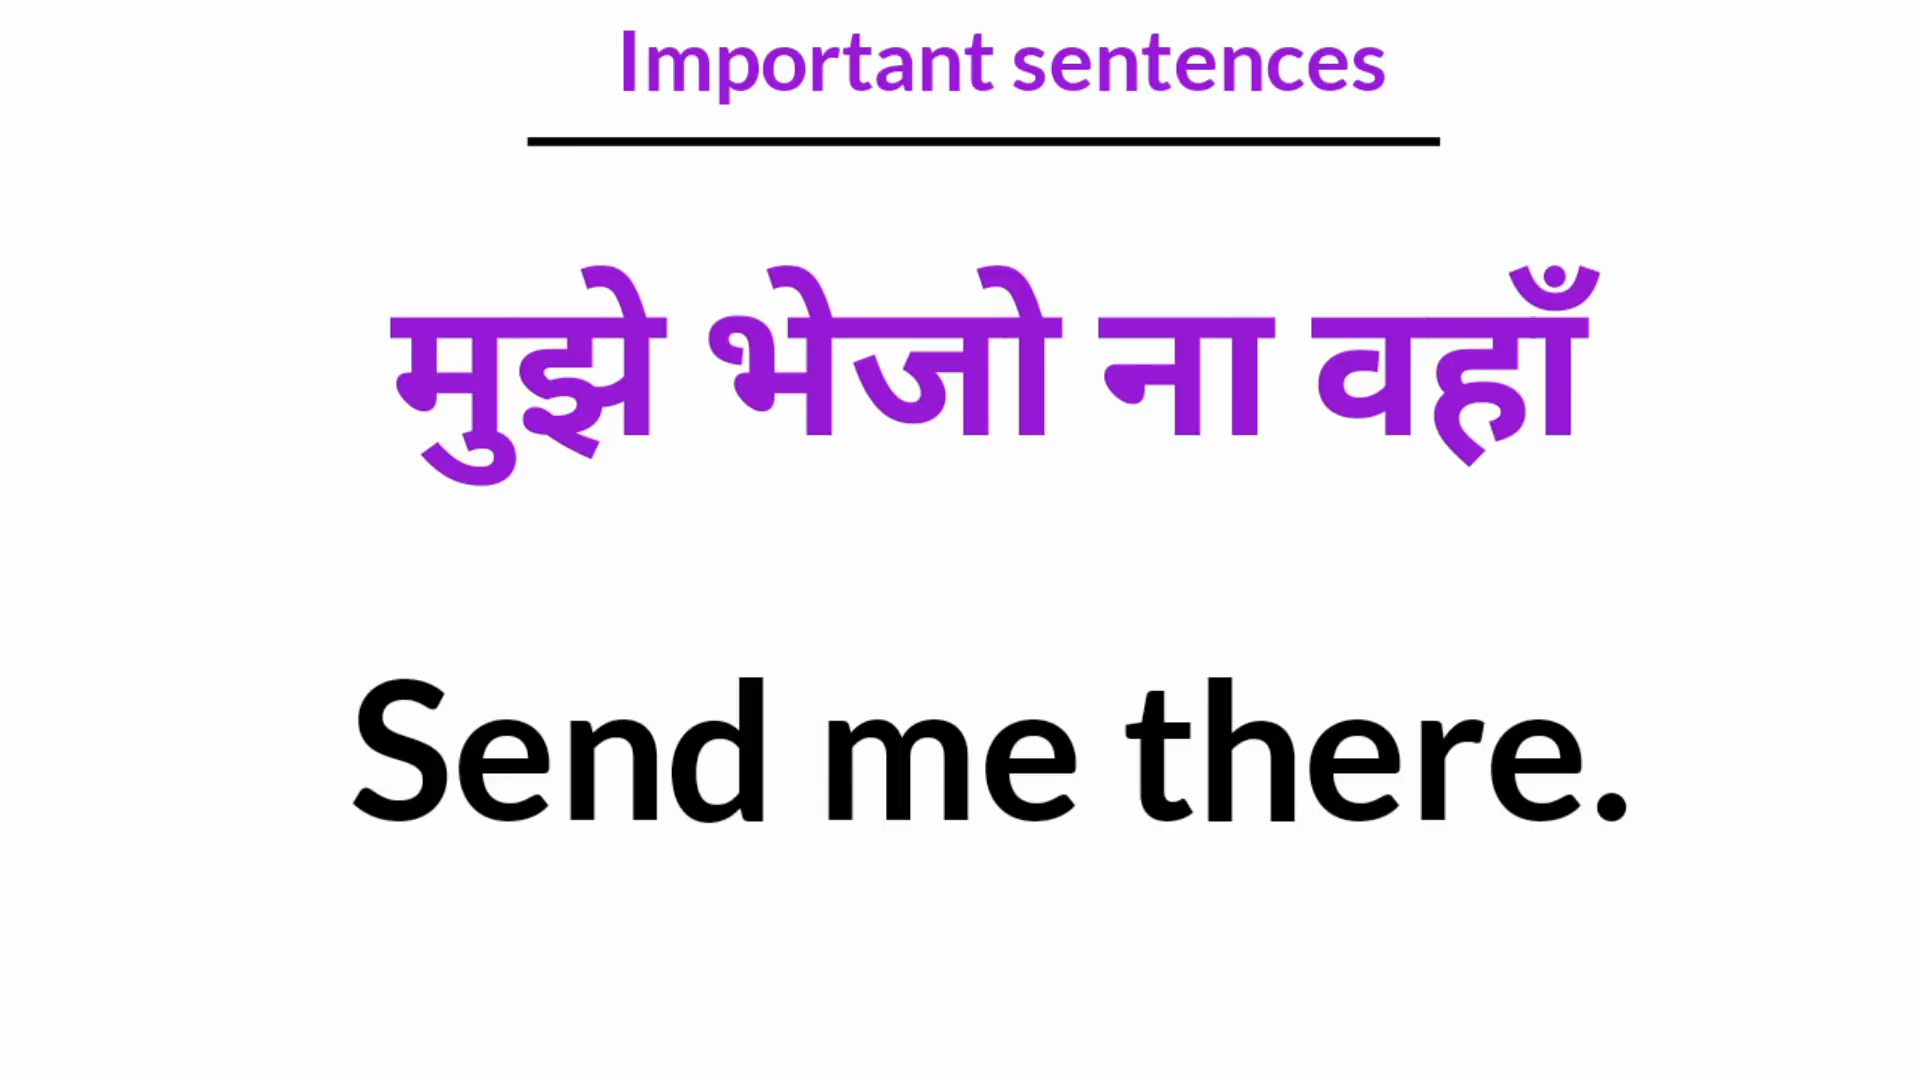 Important sentences
मुझे भेजो ना वहाँ
Send me there.